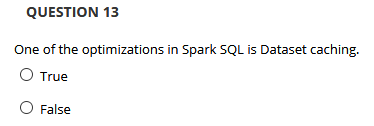 QUESTION 13
One of the optimizations in Spark SQL is Dataset caching.
True
False